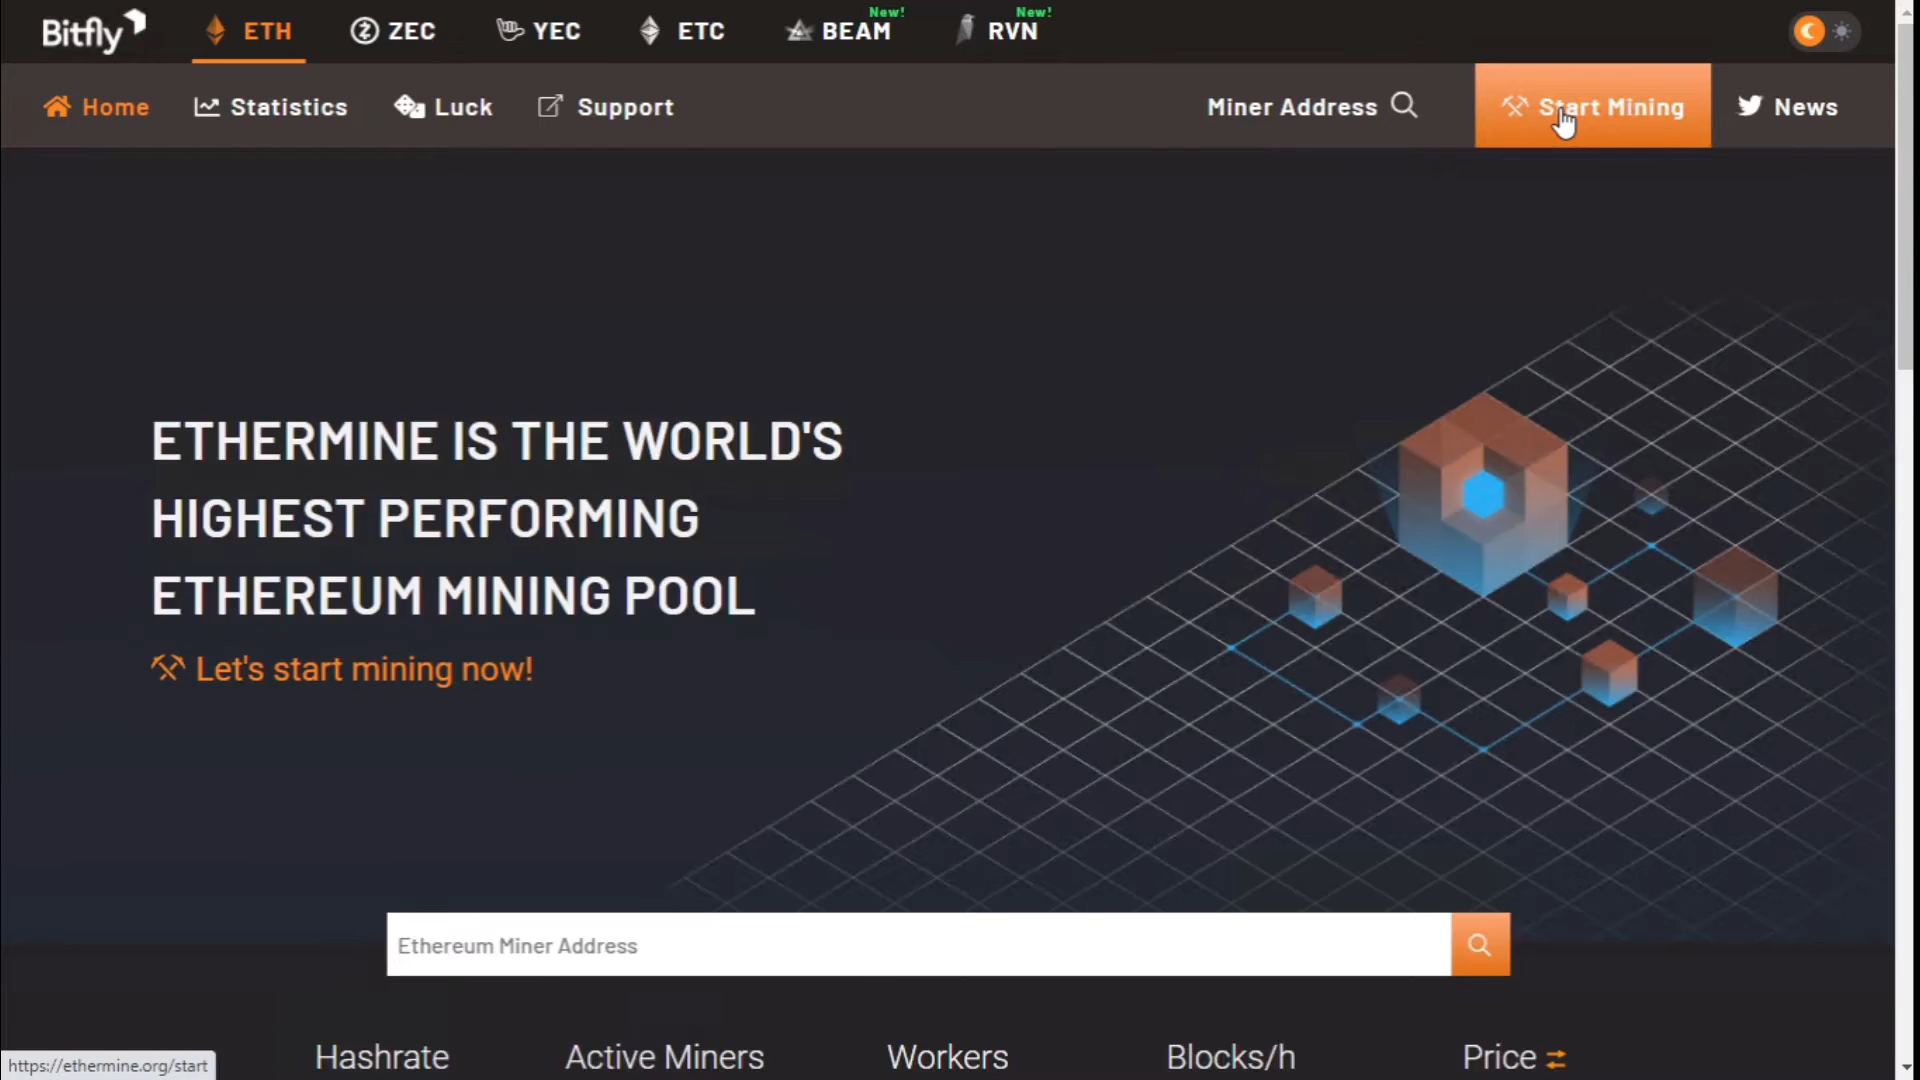 Bitfly
ETH
ZEC
YEC
ETC
BEAM New!
RVN New!
Home
Statistics
Luck
Support
Miner Address
Start Mining
News
ETHERMINE IS THE WORLD'S
HIGHEST PERFORMING
ETHEREUM MINING POOL
Let's start mining now!
Ethereum Miner Address
Hashrate
Active Miners
Workers
Blocks/h
Price
https://ethermine.org/start